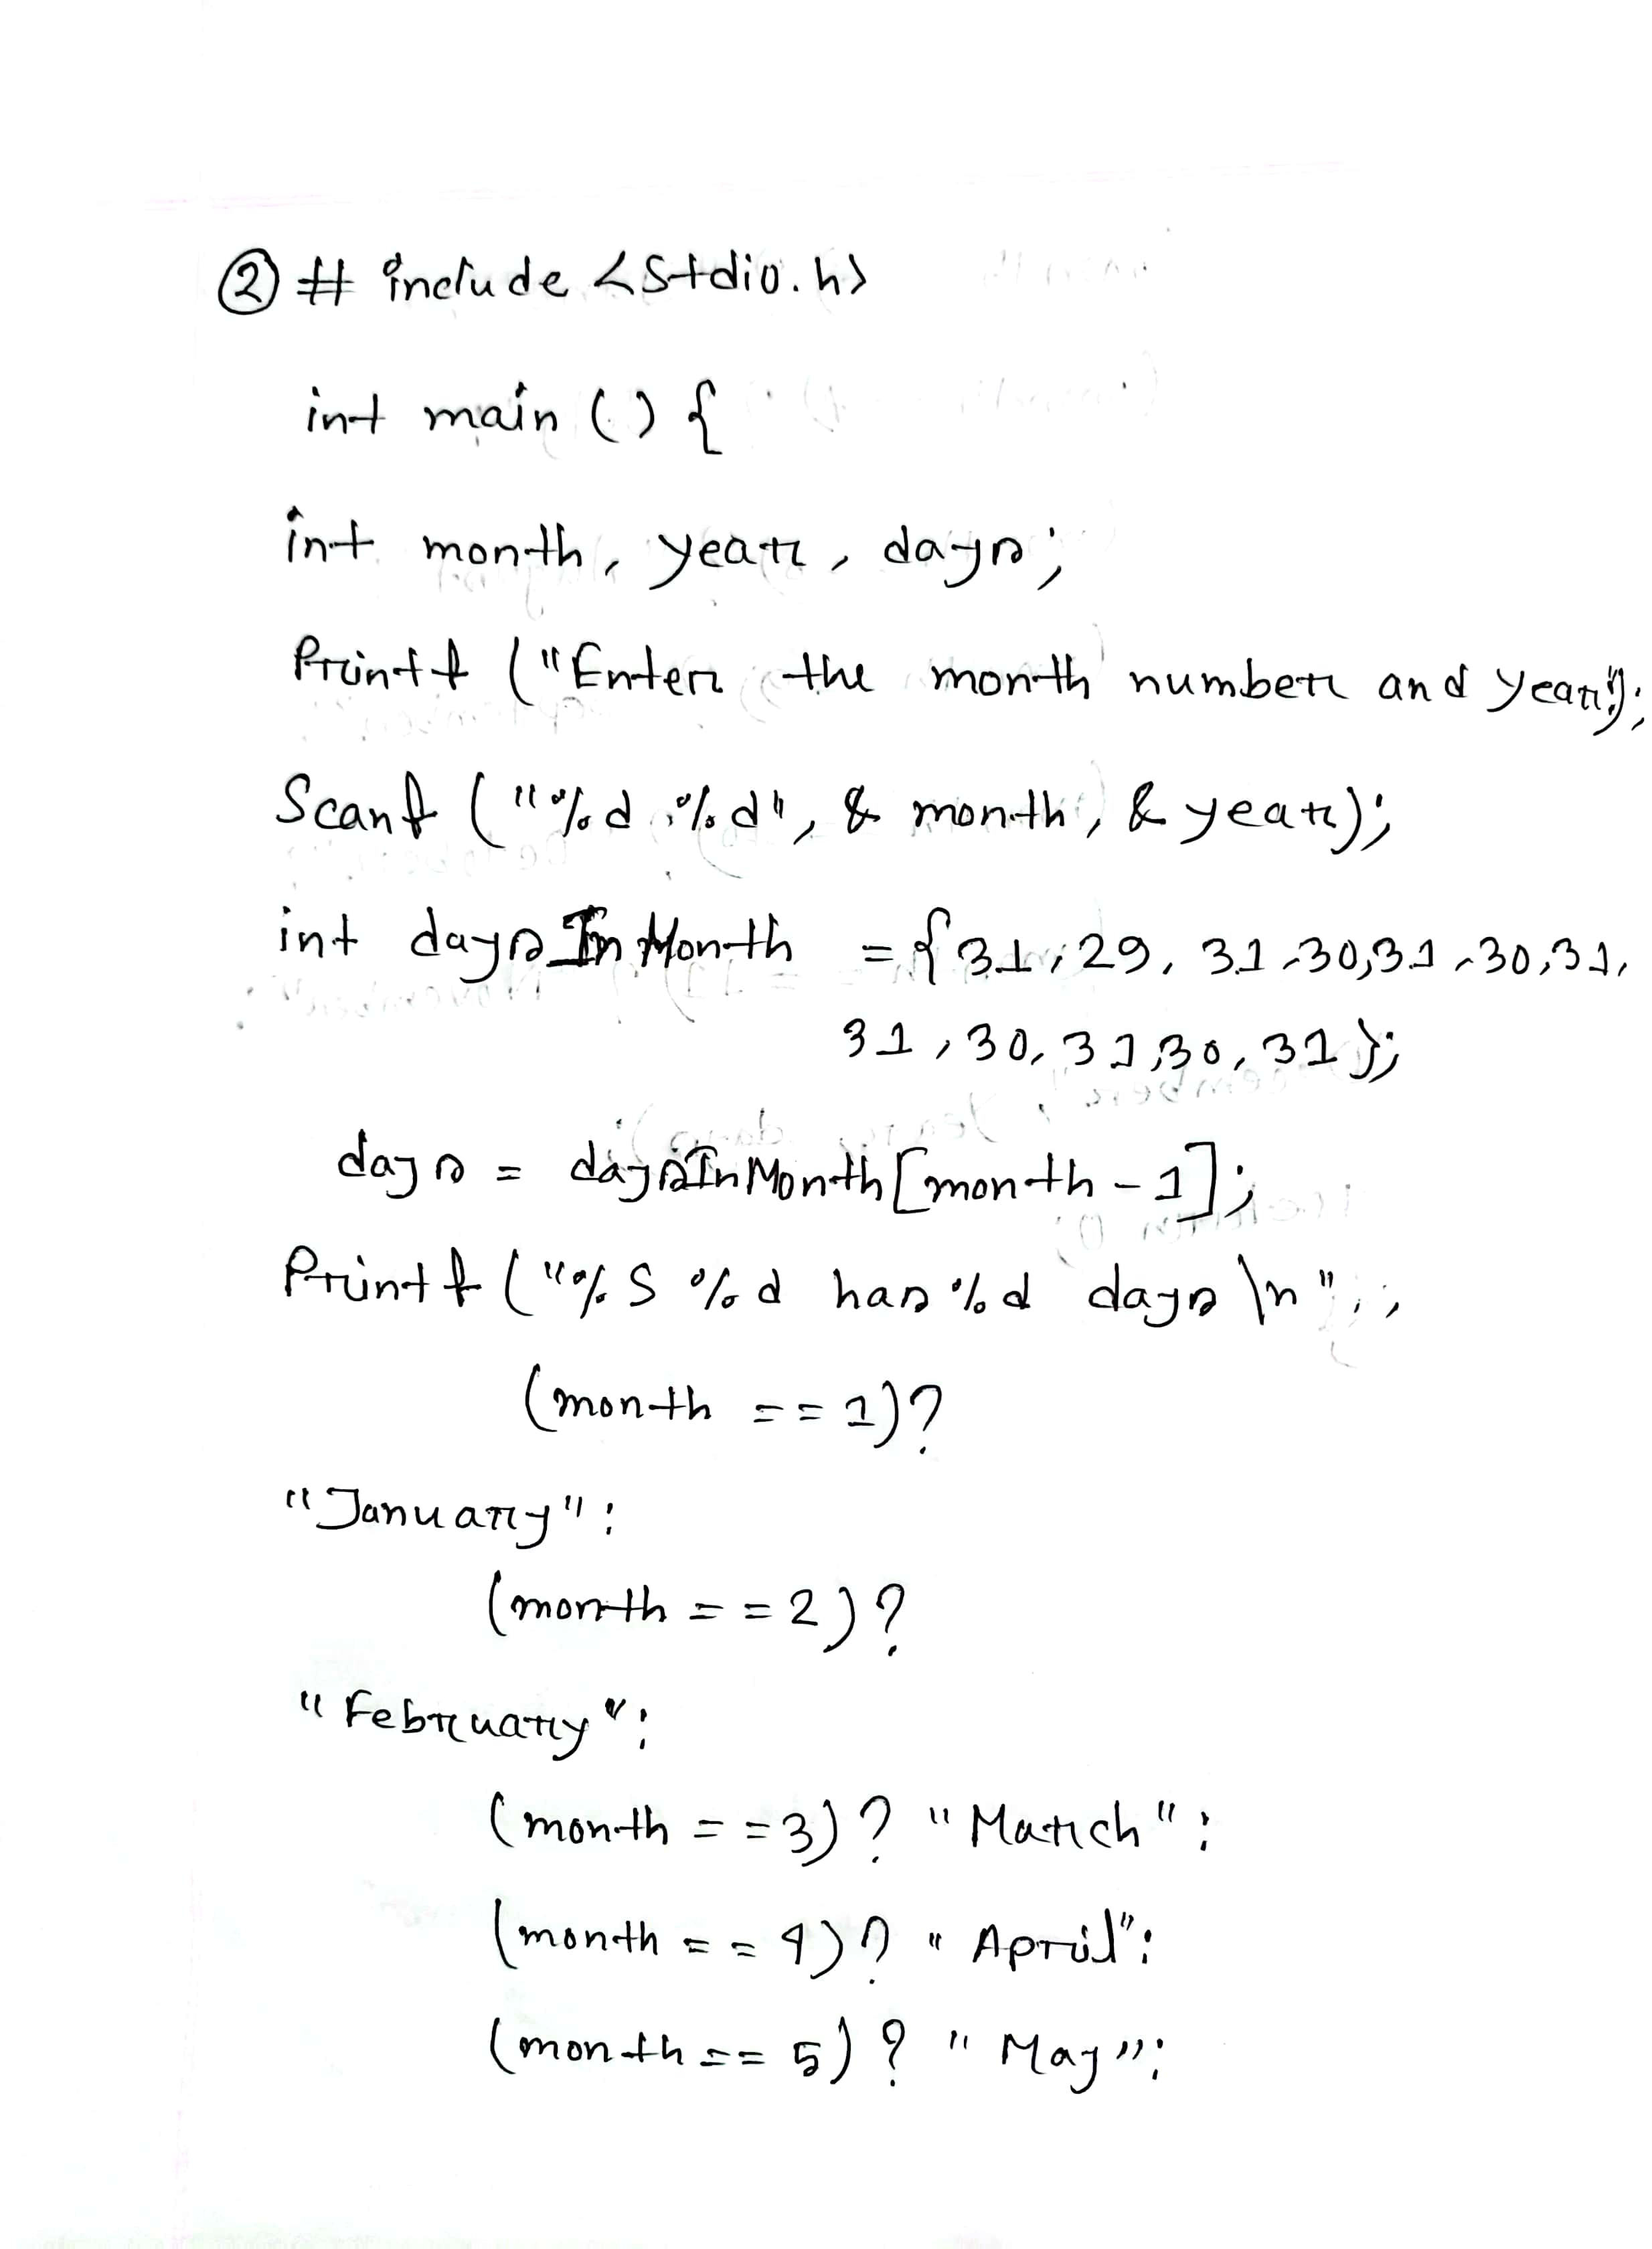 ② # include <stdio.h>
int main () {
int month, year, days;
Printf ("Enter the month number and year");
Scanf ("%d %d", & month, & year);
int daysInMonth = {31, 29, 31, 30, 31, 30, 31,
31, 30, 31, 30, 31};
days = daysInMonth [month - 1];
Printf ("%s %d has %d days \n",,
(month == 1)?
"January":
(month == 2)?
"February":
(month == 3)? "March":
(month == 4)? "April":
(month == 5)? "May":